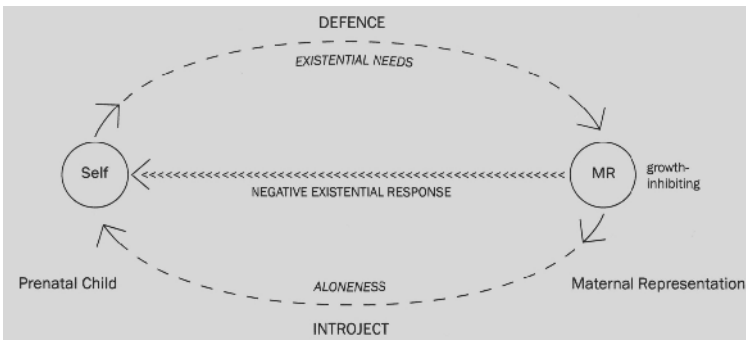 DEFENCE
EXISTENTIAL NEEDS
Self
MR
growth-
inhibiting
NEGATIVE EXISTENTIAL RESPONSE
Prenatal Child
ALONENESS
Maternal Representation
INTROJECT